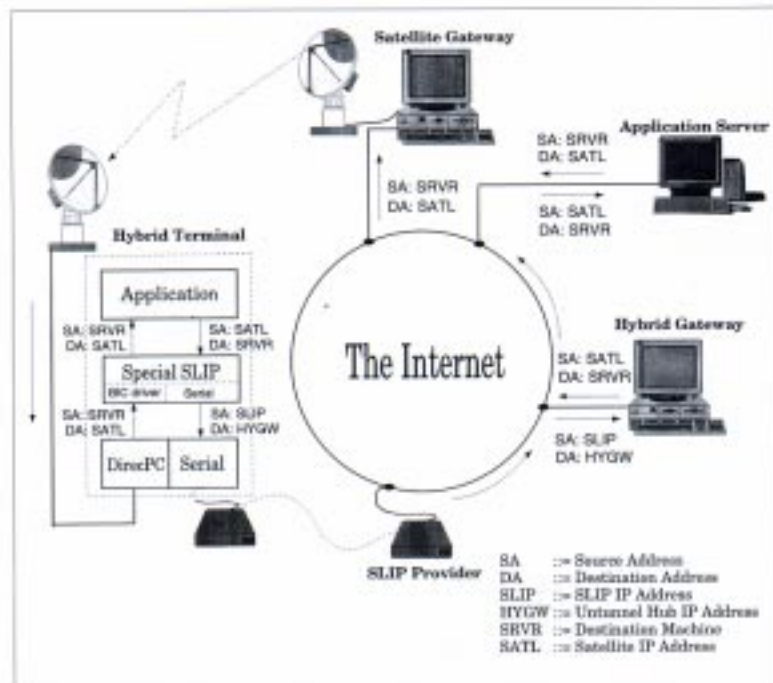 Satellite Gateway
Application Server
SA: SRVR
DA: SATL
SA: SRVR
DA: SATL
SA: SATL
DA: SRVR
Hybrid Terminal
Application
SA: SRVR
DA: SATL
SA: SATL
DA: SRVR
Special SLIP
BIC driver
Serial
SA: SRVR
DA: SATL
SA: SLIP
DA: HYGW
DirecPC
Serial
The Internet
Hybrid Gateway
SA: SATL
DA: SRVR
SA: SLIP
DA: HYGW
SLIP Provider
SA ::= Source Address
DA ::= Destination Address
SLIP ::= SLIP IP Address
HYGW ::= Untunnel Hub IP Address
SRVR ::= Destination Machine
SATL ::= Satellite IP Address